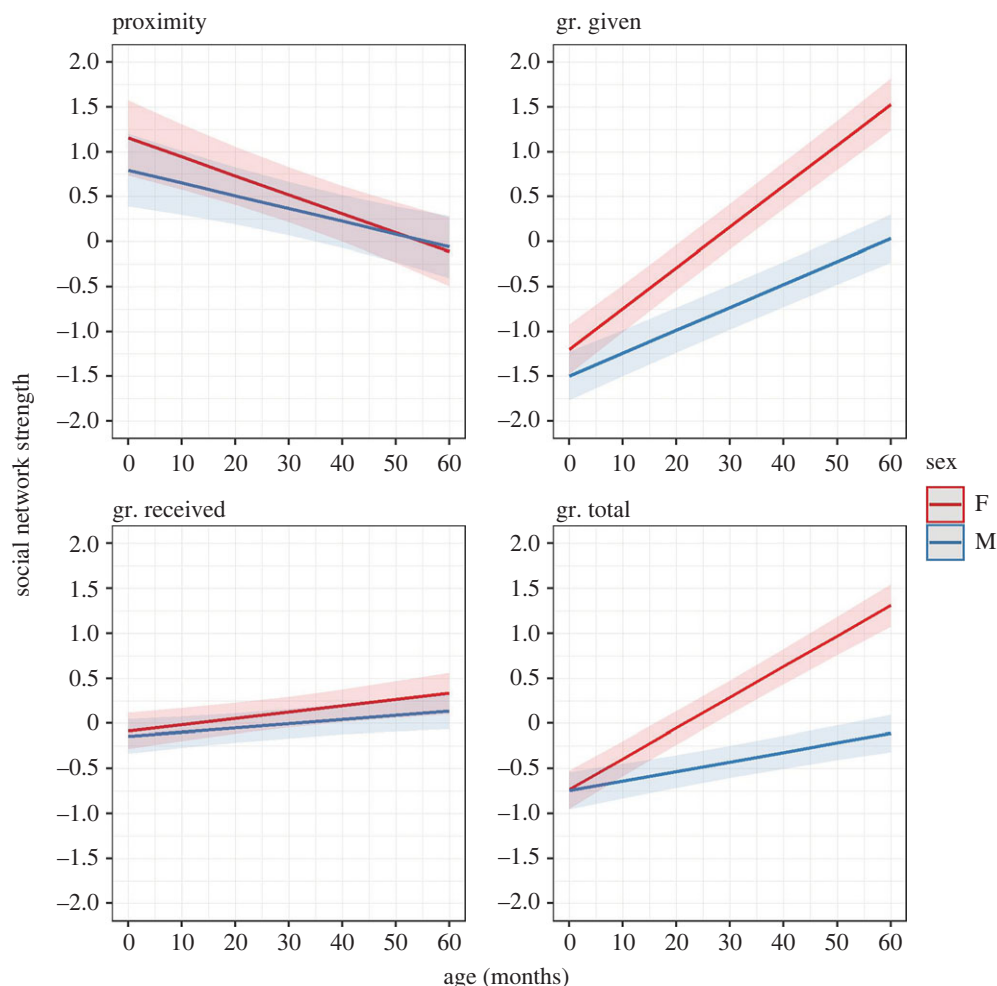 proximity
2.0
1.5
1.0
0.5
0
–0.5
–1.0
–1.5
–2.0
0 10 20 30 40 50 60
gr. given
2.0
1.5
1.0
0.5
0
–0.5
–1.0
–1.5
–2.0
0 10 20 30 40 50 60
social network strength
gr. received
2.0
1.5
1.0
0.5
0
–0.5
–1.0
–1.5
–2.0
0 10 20 30 40 50 60
gr. total
2.0
1.5
1.0
0.5
0
–0.5
–1.0
–1.5
–2.0
0 10 20 30 40 50 60
age (months)
sex
F
M